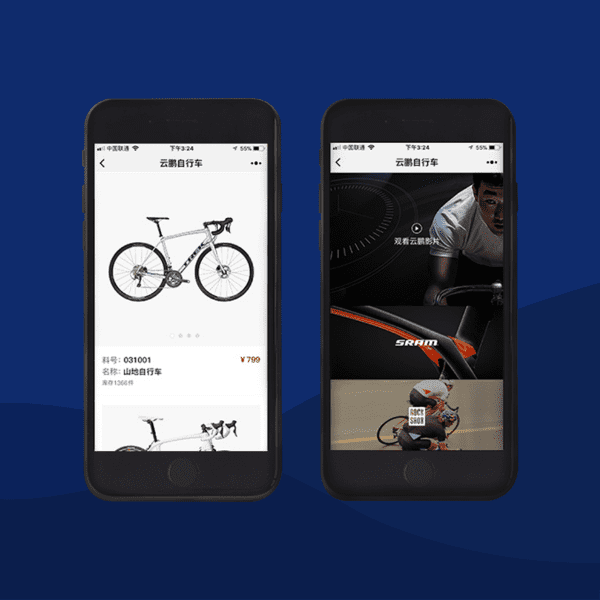 中国联通
下午3:24
55%
云鹏自行车
TREK
料号：031001
¥799
名称：山地自行车
库存1366件
中国联通
下午3:24
55%
云鹏自行车
观看云鹏影片
SRAM
ROCK
SHOX